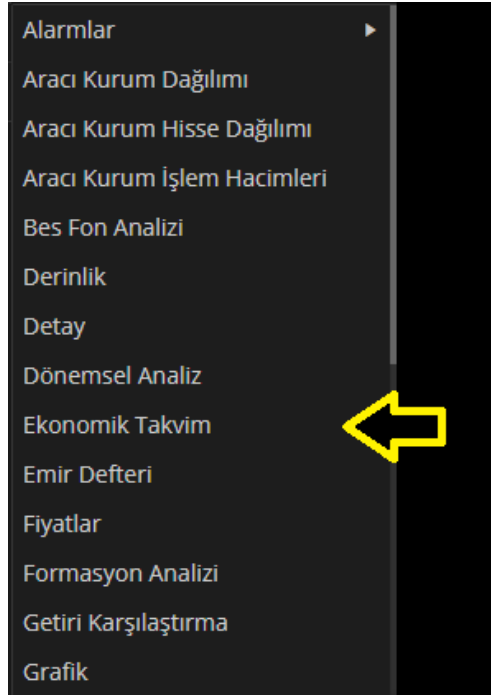 Alarmlar
Aracı Kurum Dağılımı
Aracı Kurum Hisse Dağılımı
Aracı Kurum İşlem Hacimleri
Bes Fon Analizi
Derinlik
Detay
Dönemsel Analiz
Ekonomik Takvim
Emir Defteri
Fiyatlar
Formasyon Analizi
Getiri Karşılaştırma
Grafik